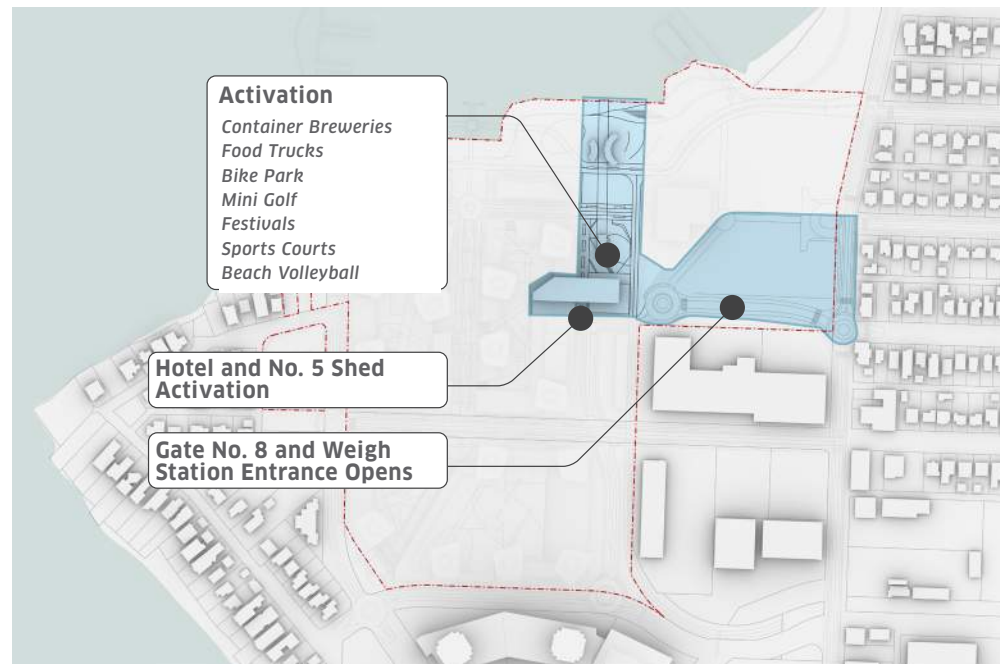 Activation
Container Breweries
Food Trucks
Bike Park
Mini Golf
Festivals
Sports Courts
Beach Volleyball
Hotel and No. 5 Shed
Activation
Gate No. 8 and Weigh
Station Entrance Opens